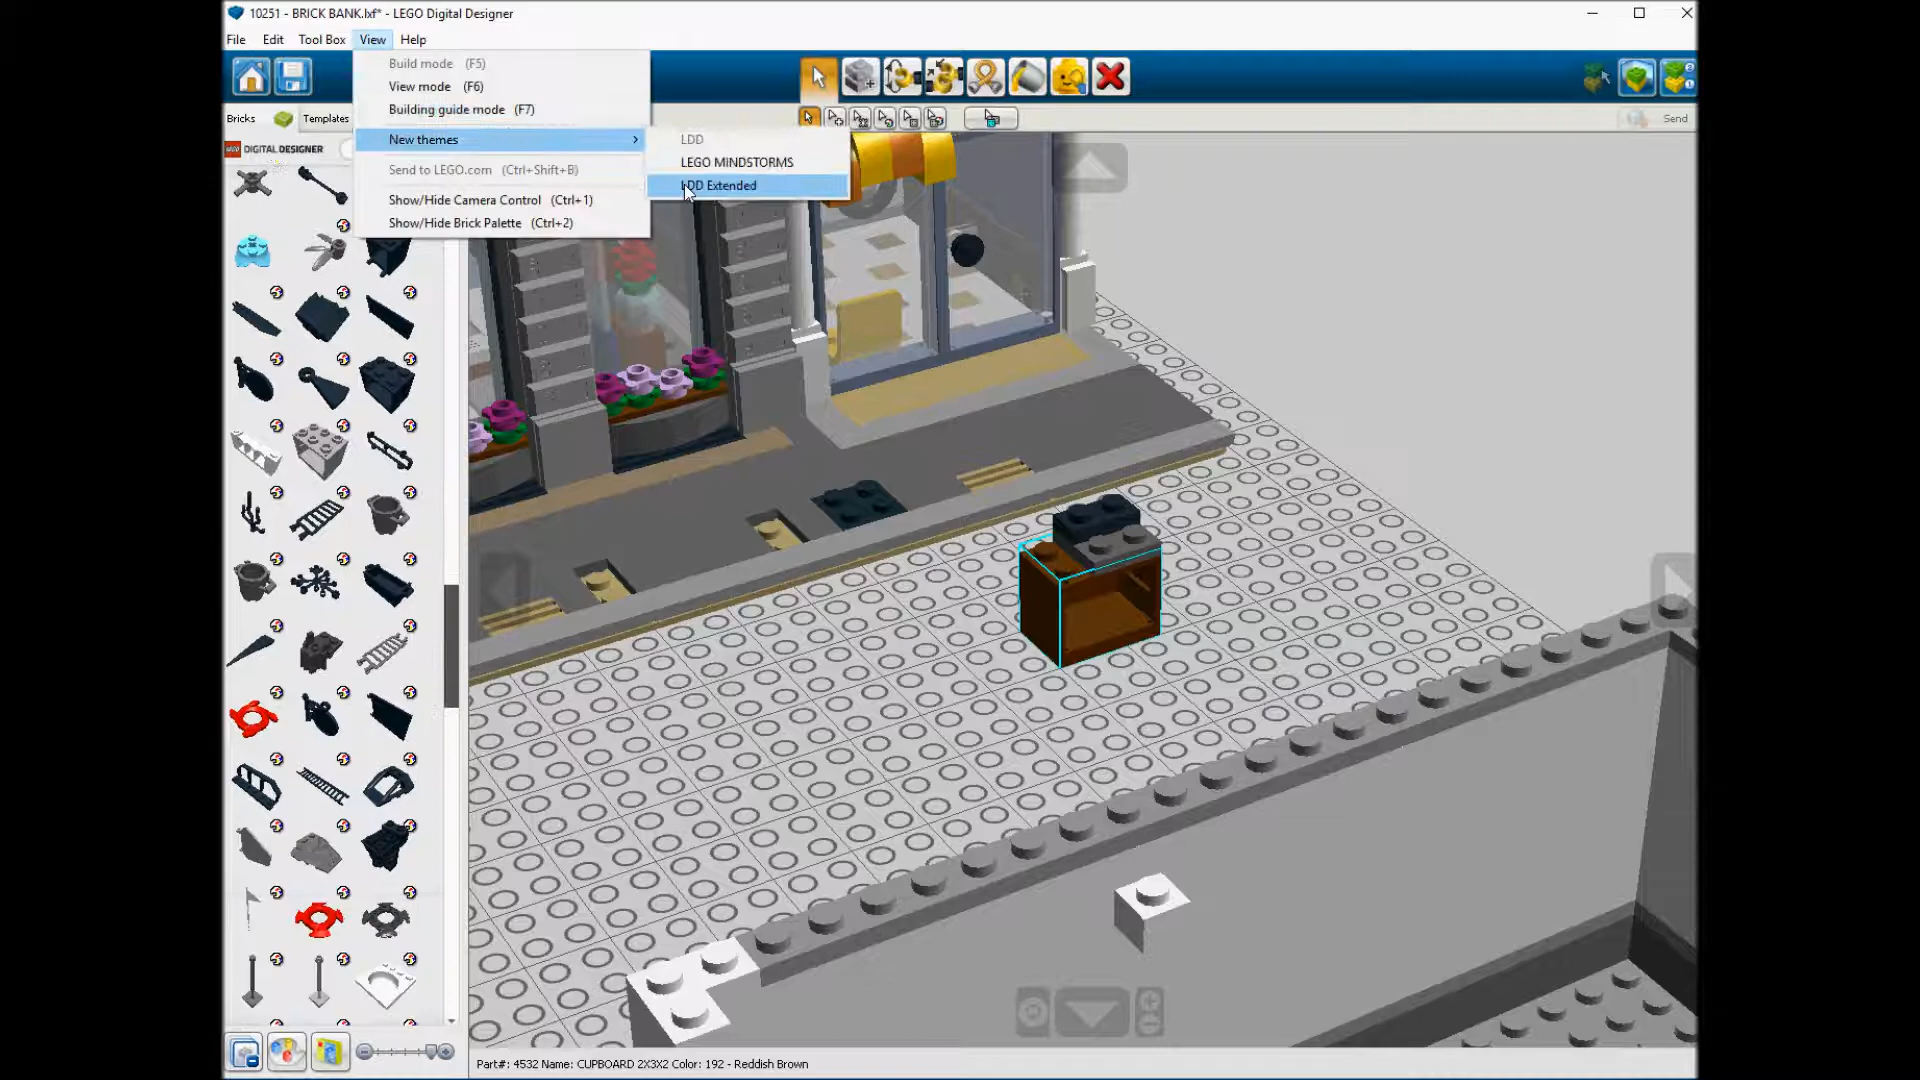 10251 - BRICK BANK.lxf* - LEGO Digital Designer
File Edit Tool Box View Help
Build mode (F5)
View mode (F6)
Building guide mode (F7)
New themes
Send to LEGO.com (Ctrl+Shift+B)
Show/Hide Camera Control (Ctrl+1)
Show/Hide Brick Palette (Ctrl+2)
LDD
LEGO MINDSTORMS
LDD Extended
Bricks Templates
Send
LEGO DIGITAL DESIGNER
Part#: 4532 Name: CUPBOARD 2X3X2 Color: 192 - Reddish Brown